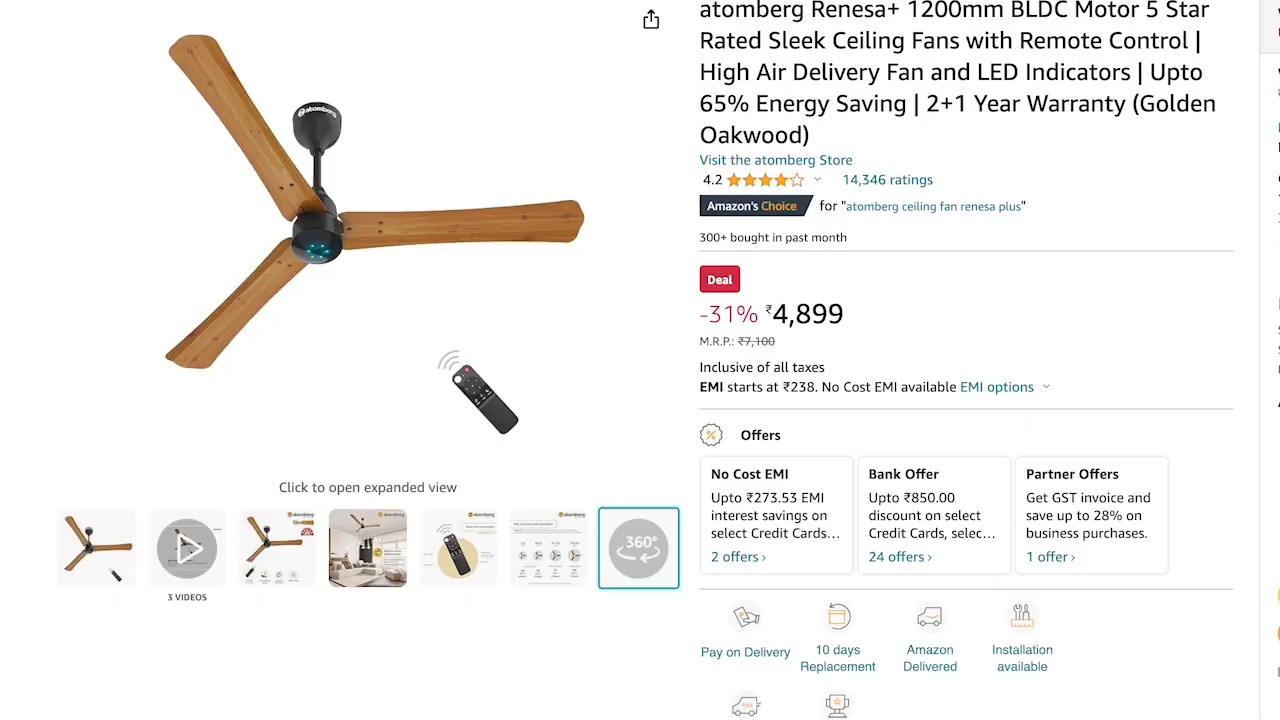 atomberg Renesa+ 1200mm BLDC Motor 5 Star
Rated Sleek Ceiling Fans with Remote Control |
High Air Delivery Fan and LED Indicators | Upto
65% Energy Saving | 2+1 Year Warranty (Golden
Oakwood)
Visit the atomberg Store
4.2
14,346 ratings
Amazon's Choice for "atomberg ceiling fan renesa plus"
300+ bought in past month
Deal
-31% ₹4,899
M.R.P.: ₹7,100
Inclusive of all taxes
EMI starts at ₹238. No Cost EMI available EMI options
Offers
No Cost EMI
Upto ₹273.53 EMI
interest savings on
select Credit Cards…
2 offers ›
Bank Offer
Upto ₹850.00
discount on select
Credit Cards, selec…
24 offers ›
Partner Offers
Get GST invoice and
save up to 28% on
business purchases.
1 offer ›
Pay on Delivery
10 days
Replacement
Amazon
Delivered
Installation
available
atomberg
Click to open expanded view
atomberg
atomberg
atomberg
atomberg
360°
3 VIDEOS